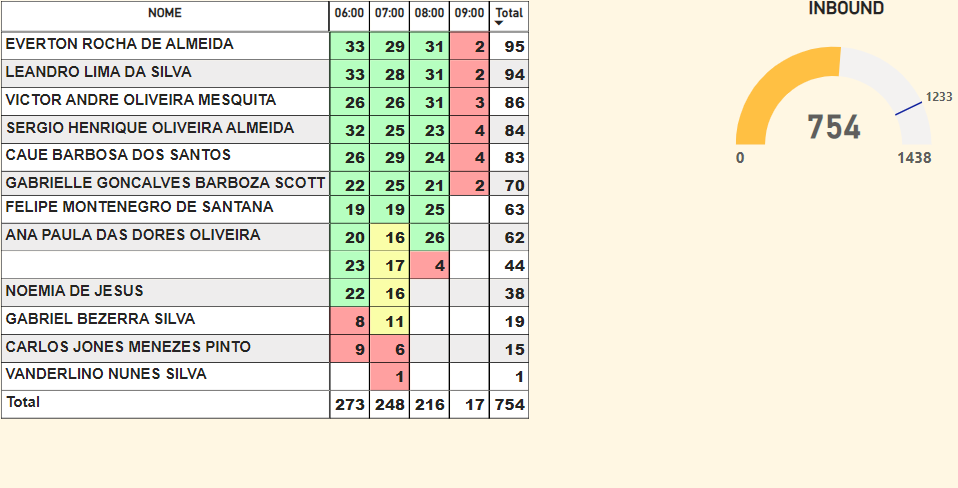 NOME 06:00 07:00 08:00 09:00 Total
EVERTON ROCHA DE ALMEIDA 33 29 31 2 95
LEANDRO LIMA DA SILVA 33 28 31 2 94
VICTOR ANDRE OLIVEIRA MESQUITA 26 26 31 3 86
SERGIO HENRIQUE OLIVEIRA ALMEIDA 32 25 23 4 84
CAUE BARBOSA DOS SANTOS 26 29 24 4 83
GABRIELLE GONCALVES BARBOZA SCOTT 22 25 21 2 70
FELIPE MONTENEGRO DE SANTANA 19 19 25 63
ANA PAULA DAS DORES OLIVEIRA 20 16 26 62
23 17 4 44
NOEMIA DE JESUS 22 16 38
GABRIEL BEZERRA SILVA 8 11 19
CARLOS JONES MENEZES PINTO 9 6 15
VANDERLINO NUNES SILVA 1 1
Total 273 248 216 17 754
INBOUND
1233
754
0 1438